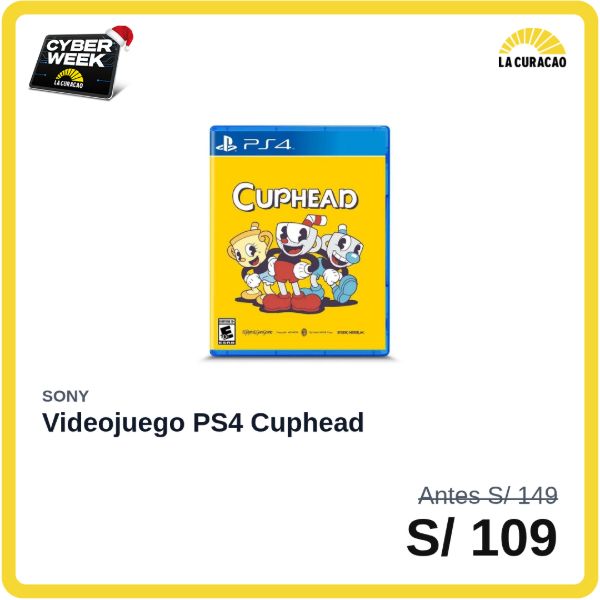 CYBER
WEEK
LA CURACAO
LA CURACAO
PS4
CUPHEAD
E
SONY
Videojuego PS4 Cuphead
Antes S/ 149
S/ 109